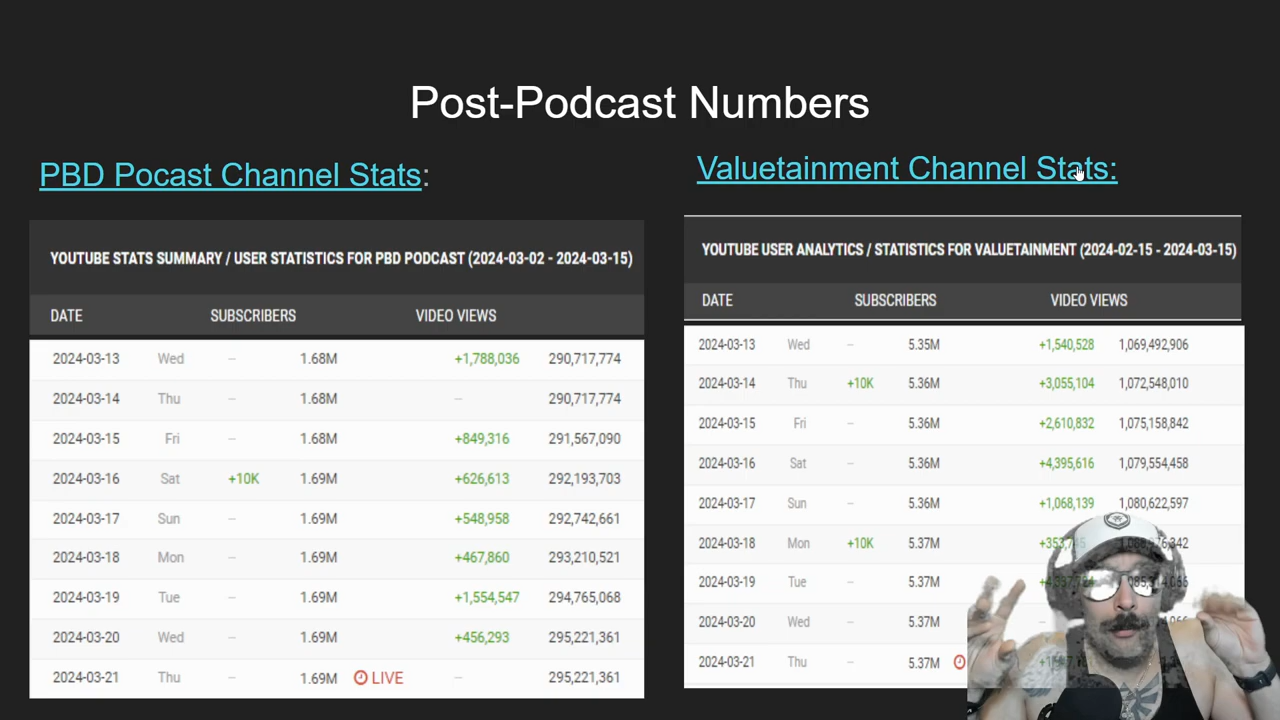 Post-Podcast Numbers
PBD Pocast Channel Stats:
YOUTUBE STATS SUMMARY / USER STATISTICS FOR PBD PODCAST (2024-03-02 - 2024-03-15)
DATE SUBSCRIBERS VIDEO VIEWS
2024-03-13 Wed – 1.68M +1,788,036 290,717,774
2024-03-14 Thu – 1.68M – 290,717,774
2024-03-15 Fri – 1.68M +849,316 291,567,090
2024-03-16 Sat +10K 1.69M +626,613 292,193,703
2024-03-17 Sun – 1.69M +548,958 292,742,661
2024-03-18 Mon – 1.69M +467,860 293,210,521
2024-03-19 Tue – 1.69M +1,554,547 294,765,068
2024-03-20 Wed – 1.69M +456,293 295,221,361
2024-03-21 Thu – 1.69M LIVE – 295,221,361
Valuetainment Channel Stats:
YOUTUBE USER ANALYTICS / STATISTICS FOR VALUETAINMENT (2024-02-15 - 2024-03-15)
DATE SUBSCRIBERS VIDEO VIEWS
2024-03-13 Wed – 5.35M +1,540,528 1,069,492,906
2024-03-14 Thu +10K 5.36M +3,055,104 1,072,548,010
2024-03-15 Fri – 5.36M +2,610,832 1,075,158,842
2024-03-16 Sat – 5.36M +4,395,616 1,079,554,458
2024-03-17 Sun – 5.36M +1,068,139 1,080,622,597
2024-03-18 Mon +10K 5.37M
2024-03-19 Tue – 5.37M
2024-03-20 Wed – 5.37M
2024-03-21 Thu – 5.37M